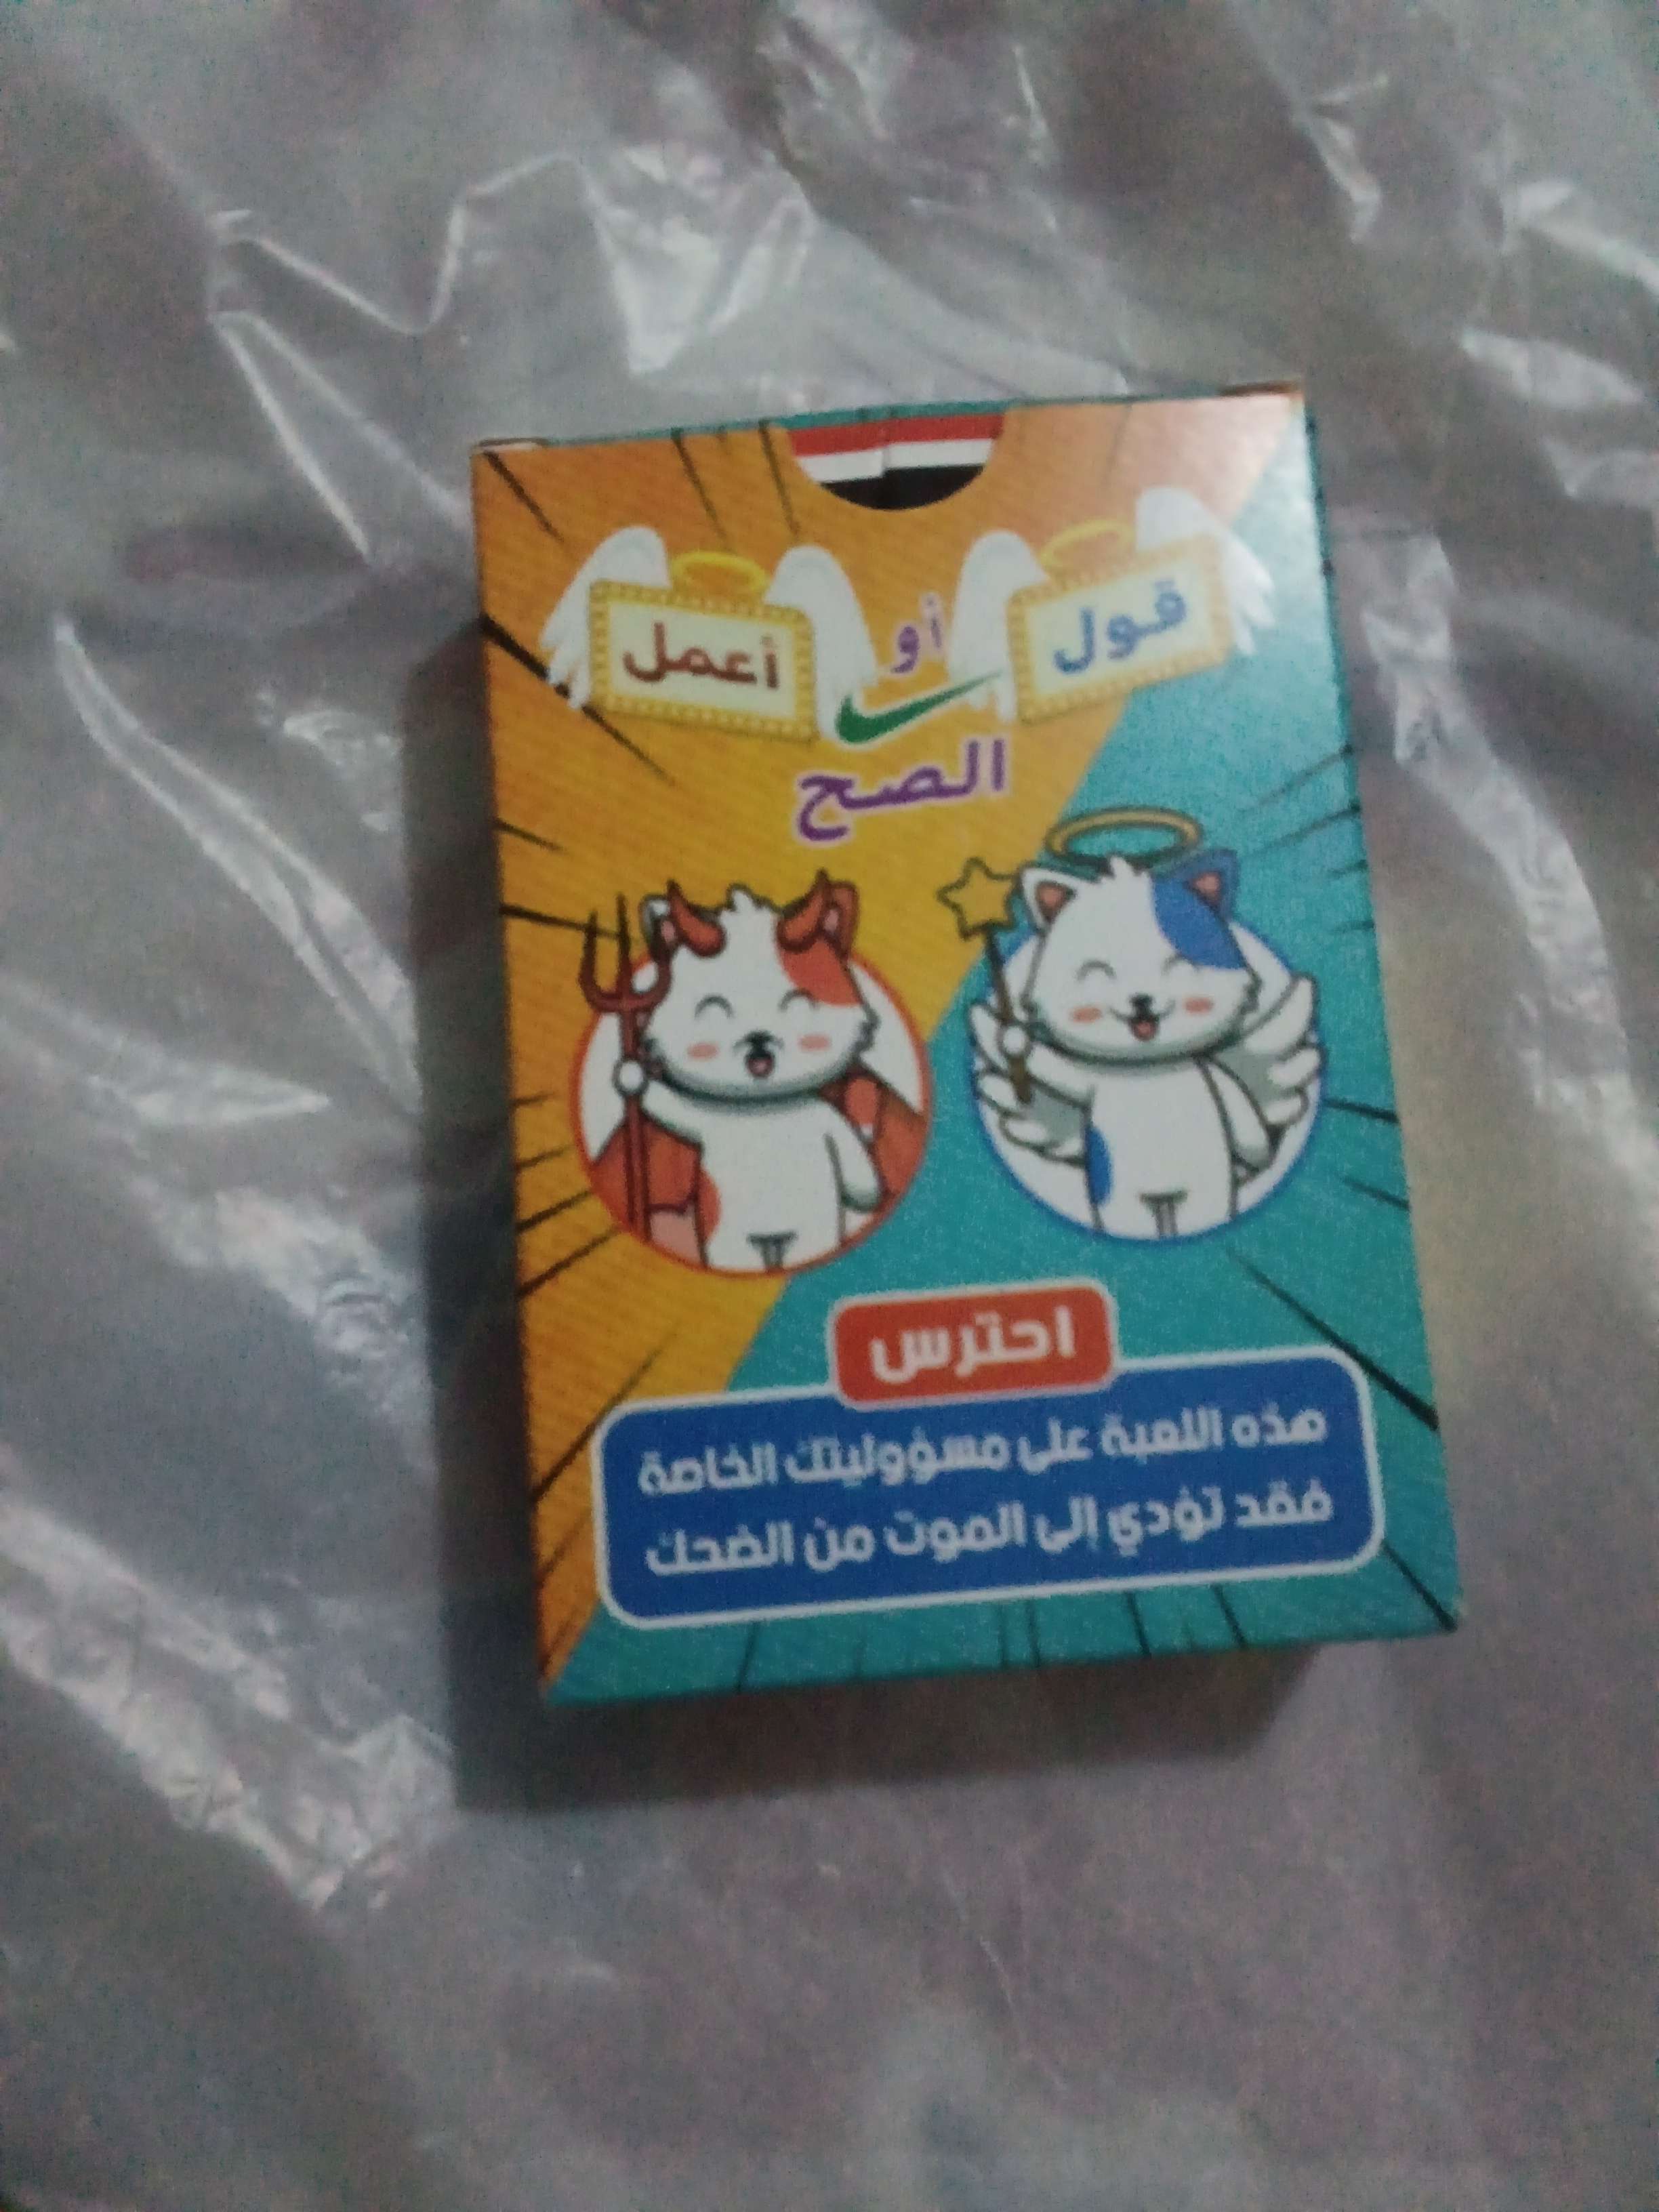 قول أو أعمل
الصح
احترس
هذه اللعبة على مسؤوليتك الخاصة
فقد تؤدي إلى الموت من الضحك